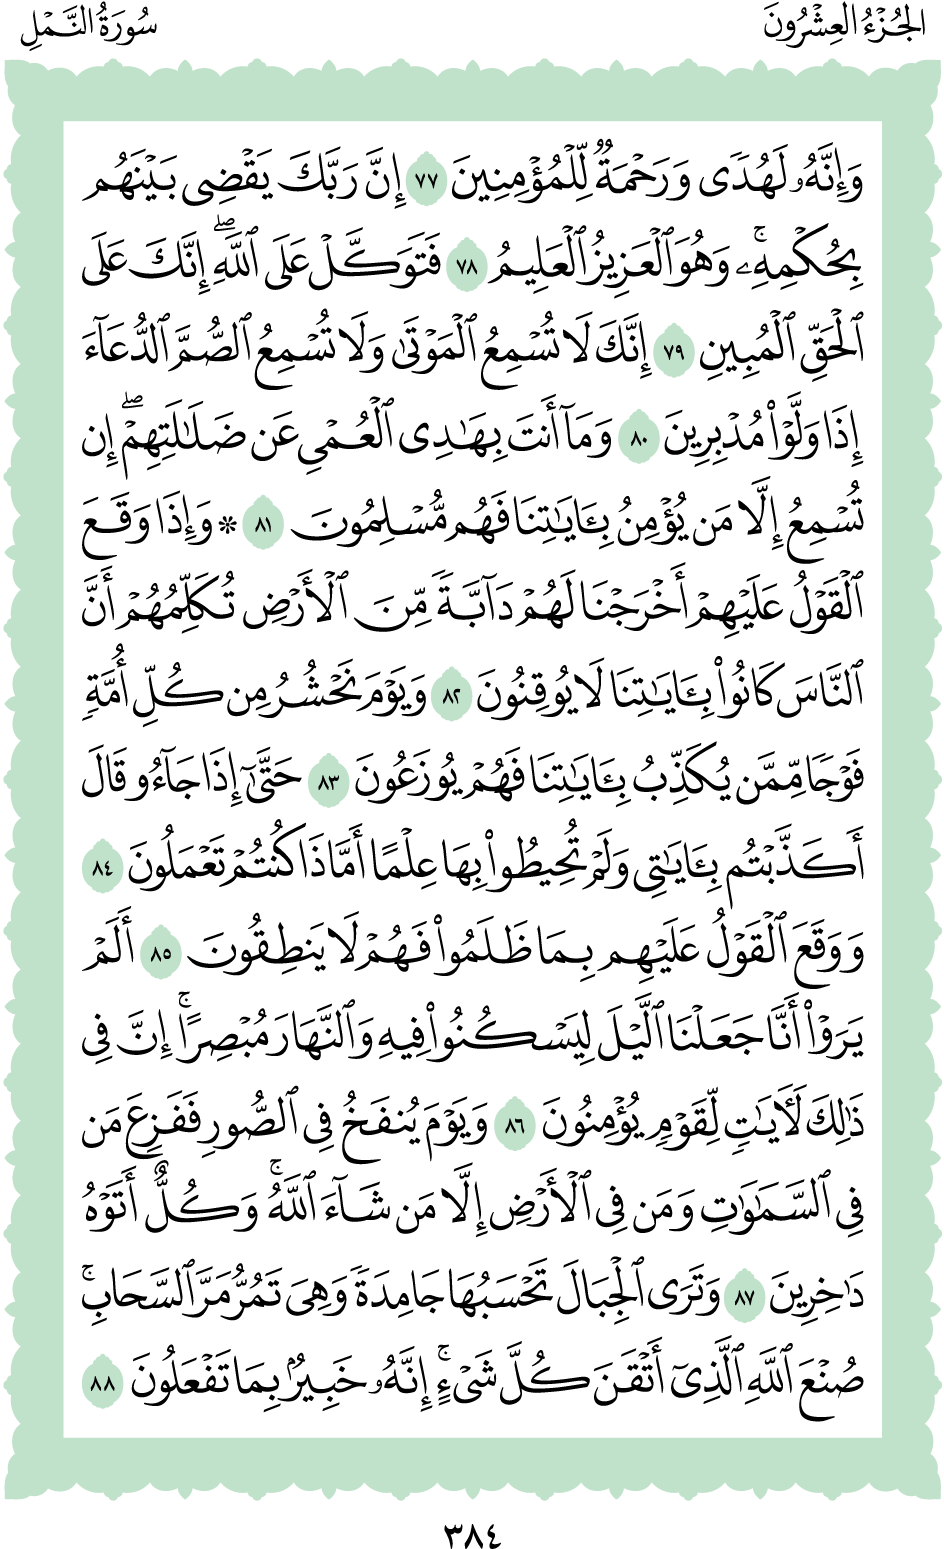 الجُزْءُ العِشْرُونَ
سُورَةُ النَّمْلِ
وَإِنَّهُۥ لَهُدٗى وَرَحۡمَةٞ لِّلۡمُؤۡمِنِينَ ٧٧ إِنَّ رَبَّكَ يَقۡضِي بَيۡنَهُم
بِحُكۡمِهِۦۚ وَهُوَ ٱلۡعَزِيزُ ٱلۡعَلِيمُ ٧٨ فَتَوَكَّلۡ عَلَى ٱللَّهِۖ إِنَّكَ عَلَى
ٱلۡحَقِّ ٱلۡمُبِينِ ٧٩ إِنَّكَ لَا تُسۡمِعُ ٱلۡمَوۡتَىٰ وَلَا تُسۡمِعُ ٱلصُّمَّ ٱلدُّعَآءَ
إِذَا وَلَّوۡاْ مُدۡبِرِينَ ٨٠ وَمَآ أَنتَ بِهَٰدِي ٱلۡعُمۡيِ عَن ضَلَٰلَتِهِمۡۖ إِن
تُسۡمِعُ إِلَّا مَن يُؤۡمِنُ بِـَٔايَٰتِنَا فَهُم مُّسۡلِمُونَ ٨١ ۞ وَإِذَا وَقَعَ
ٱلۡقَوۡلُ عَلَيۡهِمۡ أَخۡرَجۡنَا لَهُمۡ دَآبَّةٗ مِّنَ ٱلۡأَرۡضِ تُكَلِّمُهُمۡ أَنَّ
ٱلنَّاسَ كَانُواْ بِـَٔايَٰتِنَا لَا يُوقِنُونَ ٨٢ وَيَوۡمَ نَحۡشُرُ مِن كُلِّ أُمَّةٖ
فَوۡجٗا مِّمَّن يُكَذِّبُ بِـَٔايَٰتِنَا فَهُمۡ يُوزَعُونَ ٨٣ حَتَّىٰٓ إِذَا جَآءُو قَالَ
أَكَذَّبۡتُم بِـَٔايَٰتِي وَلَمۡ تُحِيطُواْ بِهَا عِلۡمًا أَمَّاذَا كُنتُمۡ تَعۡمَلُونَ ٨٤
وَوَقَعَ ٱلۡقَوۡلُ عَلَيۡهِم بِمَا ظَلَمُواْ فَهُمۡ لَا يَنطِقُونَ ٨٥ أَلَمۡ
يَرَوۡاْ أَنَّا جَعَلۡنَا ٱلَّيۡلَ لِيَسۡكُنُواْ فِيهِ وَٱلنَّهَارَ مُبۡصِرًاۚ إِنَّ فِي
ذَٰلِكَ لَأٓيَٰتٖ لِّقَوۡمٖ يُؤۡمِنُونَ ٨٦ وَيَوۡمَ يُنفَخُ فِي ٱلصُّورِ فَفَزِعَ مَن
فِي ٱلسَّمَٰوَٰتِ وَمَن فِي ٱلۡأَرۡضِ إِلَّا مَن شَآءَ ٱللَّهُۚ وَكُلٌّ أَتَوۡهُ
دَٰخِرِينَ ٨٧ وَتَرَى ٱلۡجِبَالَ تَحۡسَبُهَا جَامِدَةٗ وَهِيَ تَمُرُّ مَرَّ ٱلسَّحَابِۚ
صُنۡعَ ٱللَّهِ ٱلَّذِيٓ أَتۡقَنَ كُلَّ شَيۡءٍۚ إِنَّهُۥ خَبِيرُۢ بِمَا تَفۡعَلُونَ ٨٨
٣٨٤